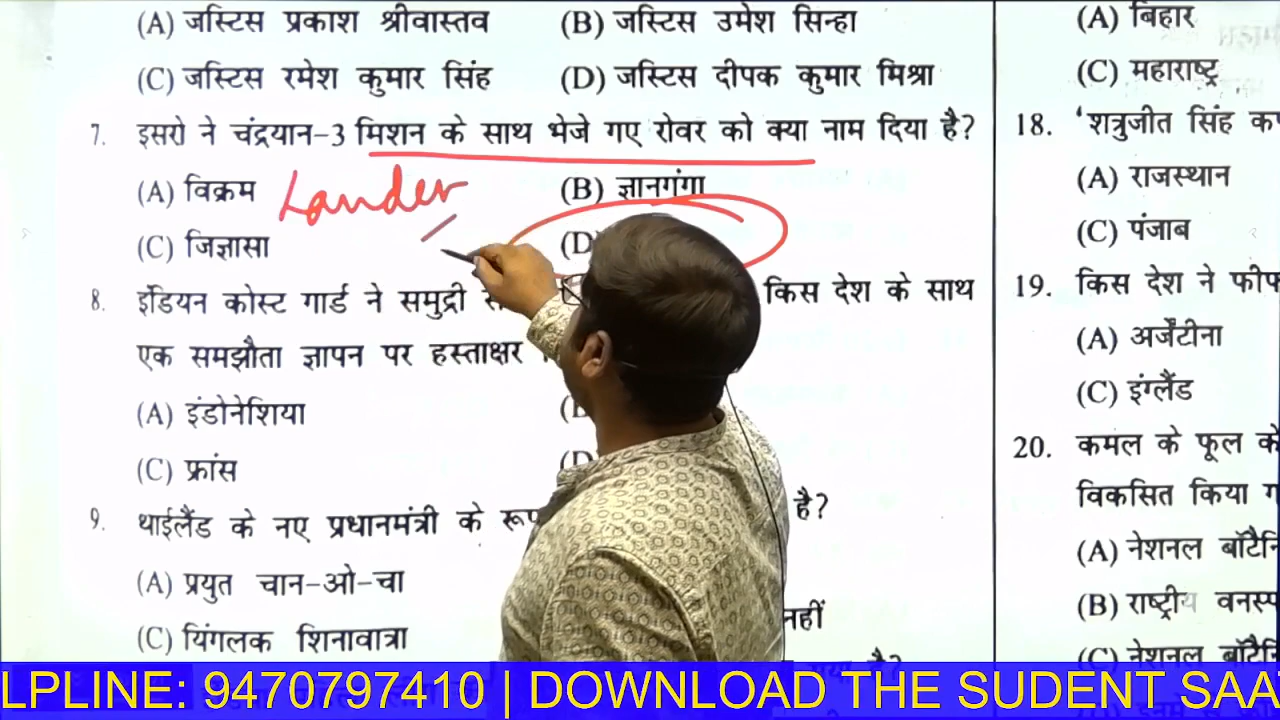 (A) जस्टिस प्रकाश श्रीवास्तव (B) जस्टिस उमेश सिन्हा
(C) जस्टिस रमेश कुमार सिंह (D) जस्टिस दीपक कुमार मिश्रा
7. इसरो ने चंद्रयान-3 मिशन के साथ भेजे गए रोवर को क्या नाम दिया है?
(A) विक्रम Lander (B) ज्ञानगंगा
(C) जिज्ञासा (D)
8. इंडियन कोस्ट गार्ड ने समुद्री किस देश के साथ
एक समझौता ज्ञापन पर हस्ताक्षर
(A) इंडोनेशिया
(C) फ्रांस
9. थाईलैंड के नए प्रधानमंत्री के रूप है?
(A) प्रयुत चान-ओ-चा
नहीं
(C) यिंगलक शिनावात्रा
(A) बिहार
(C) महाराष्ट्र
18. 'शत्रुजीत सिंह
(A) राजस्थान
(C) पंजाब
19. किस देश ने
(A) अर्जेंटीना
(C) इंग्लैंड
20. कमल के फूल
विकसित किया
(A) नेशनल
(B) राष्ट्रीय
(C) नेशनल
LPLINE: 9470797410 | DOWNLOAD THE SUDENT SAA